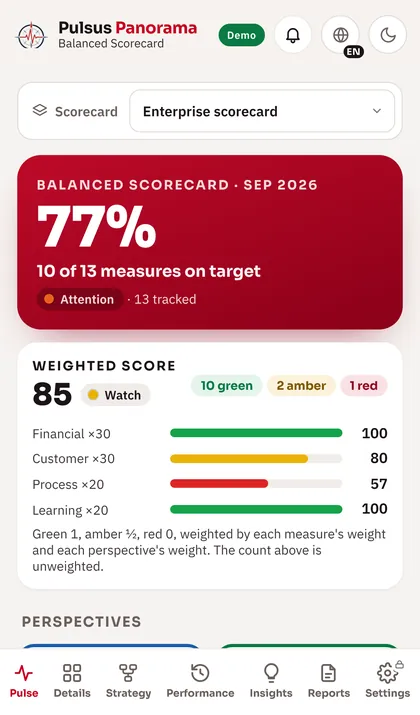 Pulsus Panorama
Balanced Scorecard
Demo
EN
Scorecard
Enterprise scorecard
BALANCED SCORECARD · SEP 2026
77%
10 of 13 measures on target
Attention · 13 tracked
WEIGHTED SCORE
85 Watch
10 green 2 amber 1 red
Financial ×30 100
Customer ×30 80
Process ×20 57
Learning ×20 100
Green 1, amber ½, red 0, weighted by each measure's weight
and each perspective's weight. The count above is
unweighted.
PERSPECTIVES
Pulse Details Strategy Performance Insights Reports Settings